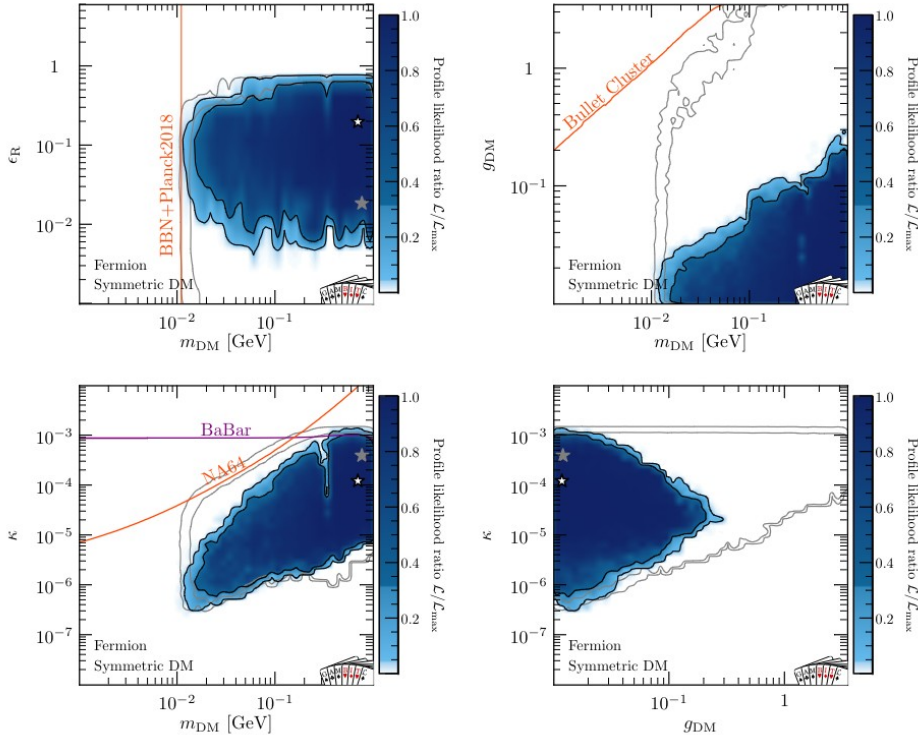 1
10⁻¹
10⁻²
ϵ_R
BBN+Planck2018
Fermion
Symmetric DM
10⁻²
10⁻¹
m_DM [GeV]
1.0
0.8
0.6
0.4
0.2
Profile likelihood ratio ℒ/ℒ_max
1
10⁻¹
g_DM
Bullet Cluster
Fermion
Symmetric DM
10⁻²
10⁻¹
m_DM [GeV]
1.0
0.8
0.6
0.4
0.2
Profile likelihood ratio ℒ/ℒ_max
10⁻³
10⁻⁴
10⁻⁵
10⁻⁶
10⁻⁷
κ
BaBar
NA64
Fermion
Symmetric DM
10⁻²
10⁻¹
m_DM [GeV]
1.0
0.8
0.6
0.4
0.2
Profile likelihood ratio ℒ/ℒ_max
10⁻³
10⁻⁴
10⁻⁵
10⁻⁶
10⁻⁷
κ
Fermion
Symmetric DM
10⁻¹
1
g_DM
1.0
0.8
0.6
0.4
0.2
Profile likelihood ratio ℒ/ℒ_max